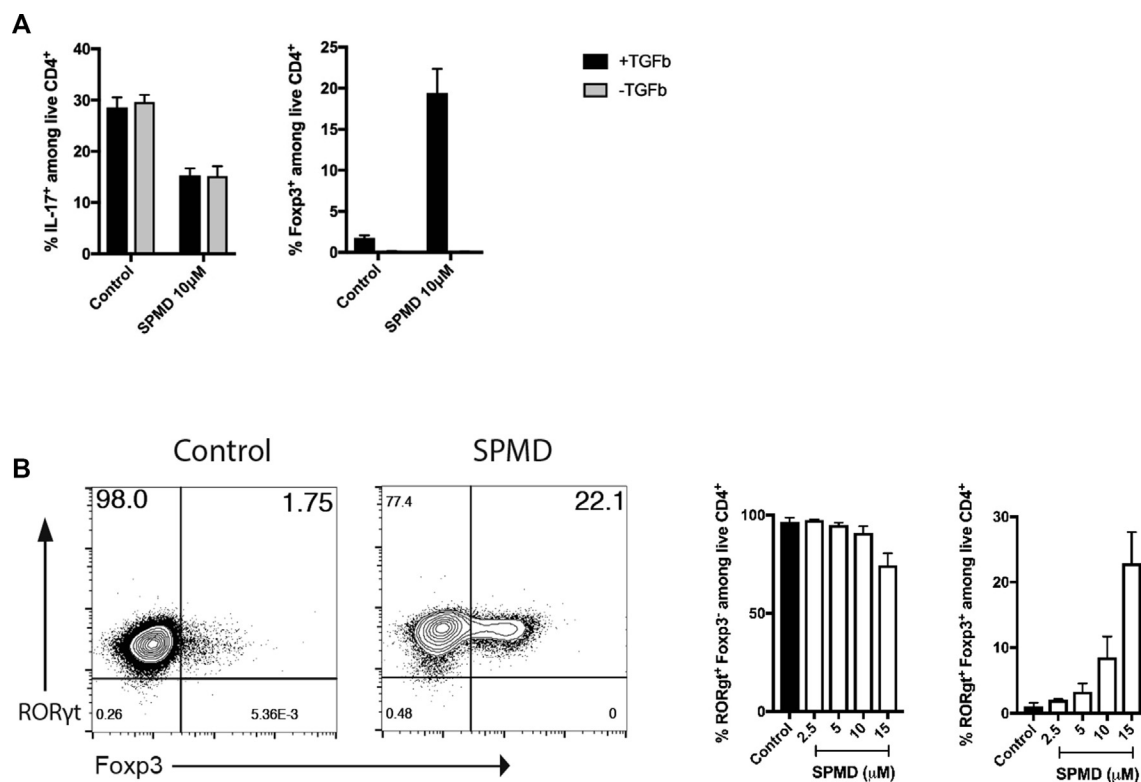 A
% IL-17⁺ among live CD4⁺
40
30
20
10
0
Control
SPMD 10μM
% Foxp3⁺ among live CD4⁺
25
20
15
10
5
0
Control
SPMD 10μM
+TGFb
-TGFb
B
Control
SPMD
98.0
1.75
0.26
5.36E-3
77.4
22.1
0.48
0
RORγt
Foxp3
% RORgt⁺ Foxp3⁻ among live CD4⁺
100
50
0
Control
2.5
5
10
15
SPMD (μM)
% RORgt⁺ Foxp3⁺ among live CD4⁺
30
20
10
0
Control
2.5
5
10
15
SPMD (μM)